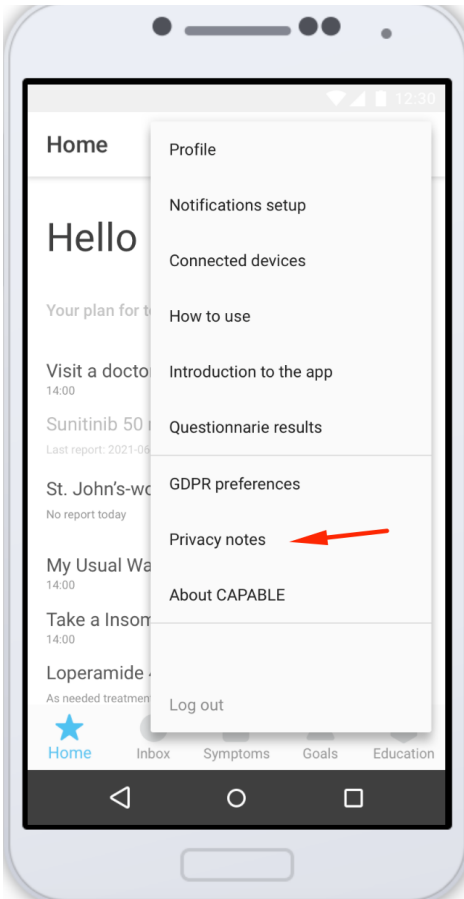 12:30
Home
Profile
Notifications setup
Hello
Connected devices
Your plan for t
How to use
Visit a docto
14:00
Introduction to the app
Sunitinib 50
Last report: 2021-06
Questionnarie results
St. John's-wo
No report today
GDPR preferences
Privacy notes
My Usual Wa
14:00
About CAPABLE
Take a Insom
14:00
Loperamide
As needed treatment
Log out
Home Inbox Symptoms Goals Education